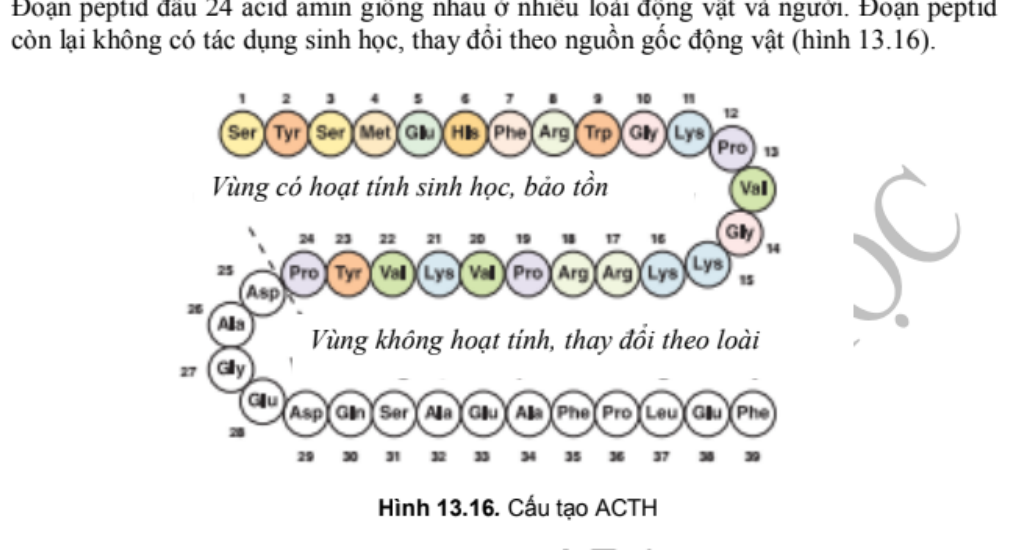 Đoạn peptid đầu 24 acid amin giống nhau ở nhiều loài động vật và người. Đoạn peptid
còn lại không có tác dụng sinh học, thay đổi theo nguồn gốc động vật (hình 13.16).
1 2 3 4 5 6 7 8 9 10 11
12
Ser Tyr Ser Met Glu His Phe Arg Trp Gly Lys
Pro
13
Vùng có hoạt tính sinh học, bảo tồn
Val
Gly
14
24 23 22 21 20 19 18 17 16
Pro Tyr Val Lys Val Pro Arg Arg Lys Lys
15
25
Asp
26
Ala
Vùng không hoạt tính, thay đổi theo loài
27
Gly
Glu
28
Asp Gln Ser Ala Glu Ala Phe Pro Leu Glu Phe
29 30 31 32 33 34 35 36 37 38 39
Hình 13.16. Cấu tạo ACTH